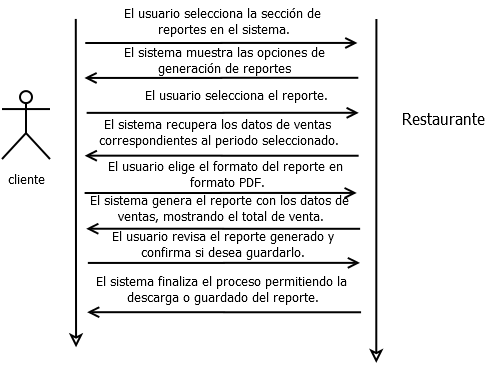 El usuario selecciona la sección de
reportes en el sistema.
El sistema muestra las opciones de
generación de reportes
El usuario selecciona el reporte.
El sistema recupera los datos de ventas
correspondientes al periodo seleccionado.
Restaurante
cliente
El usuario elige el formato del reporte en
formato PDF.
El sistema genera el reporte con los datos de
ventas, mostrando el total de venta.
El usuario revisa el reporte generado y
confirma si desea guardarlo.
El sistema finaliza el proceso permitiendo la
descarga o guardado del reporte.